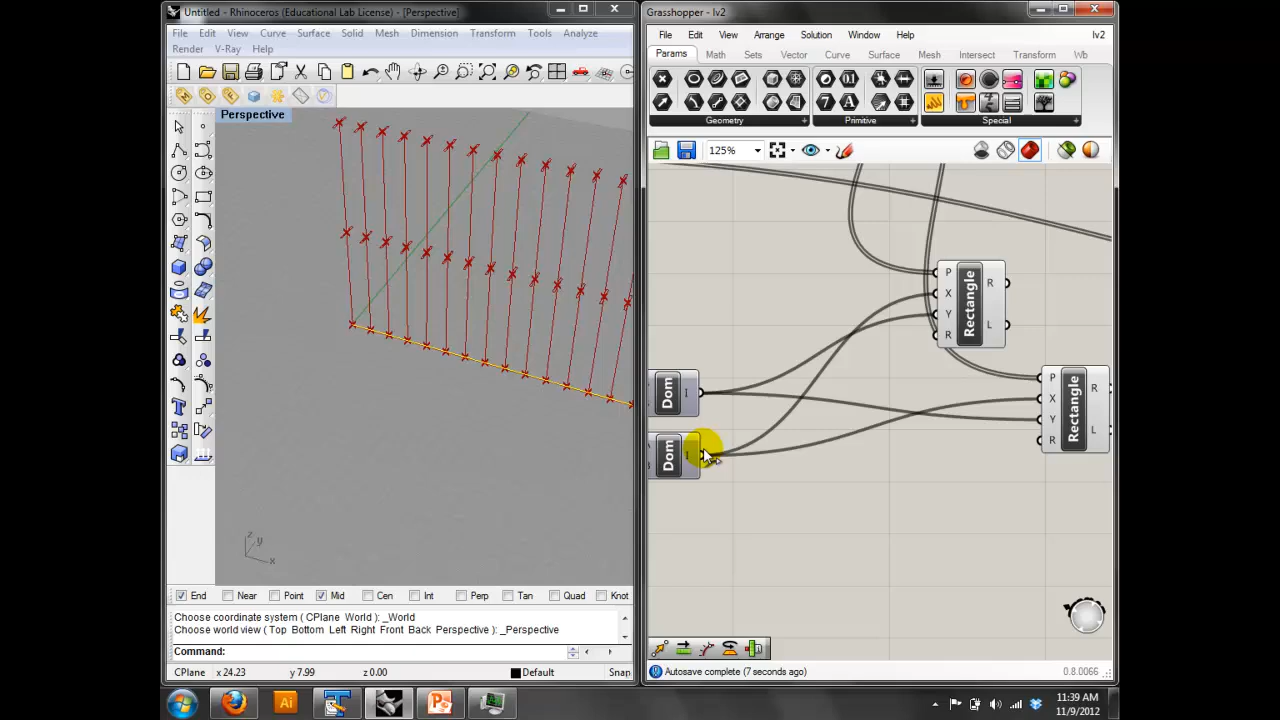 Untitled - Rhinoceros (Educational Lab License) - [Perspective]
File Edit View Curve Surface Solid Mesh Dimension Transform Tools Analyze
Render V-Ray Help
Perspective
z
y
x
End Near Point Mid Cen Int Perp Tan Quad Knot
Choose coordinate system ( CPlane World ): _World
Choose world view ( Top Bottom Left Right Front Back Perspective ): _Perspective
Command:
CPlane x 24.23 y 7.99 z 0.00 Default Snap
Grasshopper - lv2
File Edit View Arrange Solution Window Help lv2
Params Math Sets Vector Curve Surface Mesh Intersect Transform Wb
Geometry Primitive Special
125%
P
X
Y
R
Rectangle
R
L
P
X
Y
R
Rectangle
R
L
Dom I
Dom I
Autosave complete (7 seconds ago) 0.8.0066
11:39 AM
11/9/2012